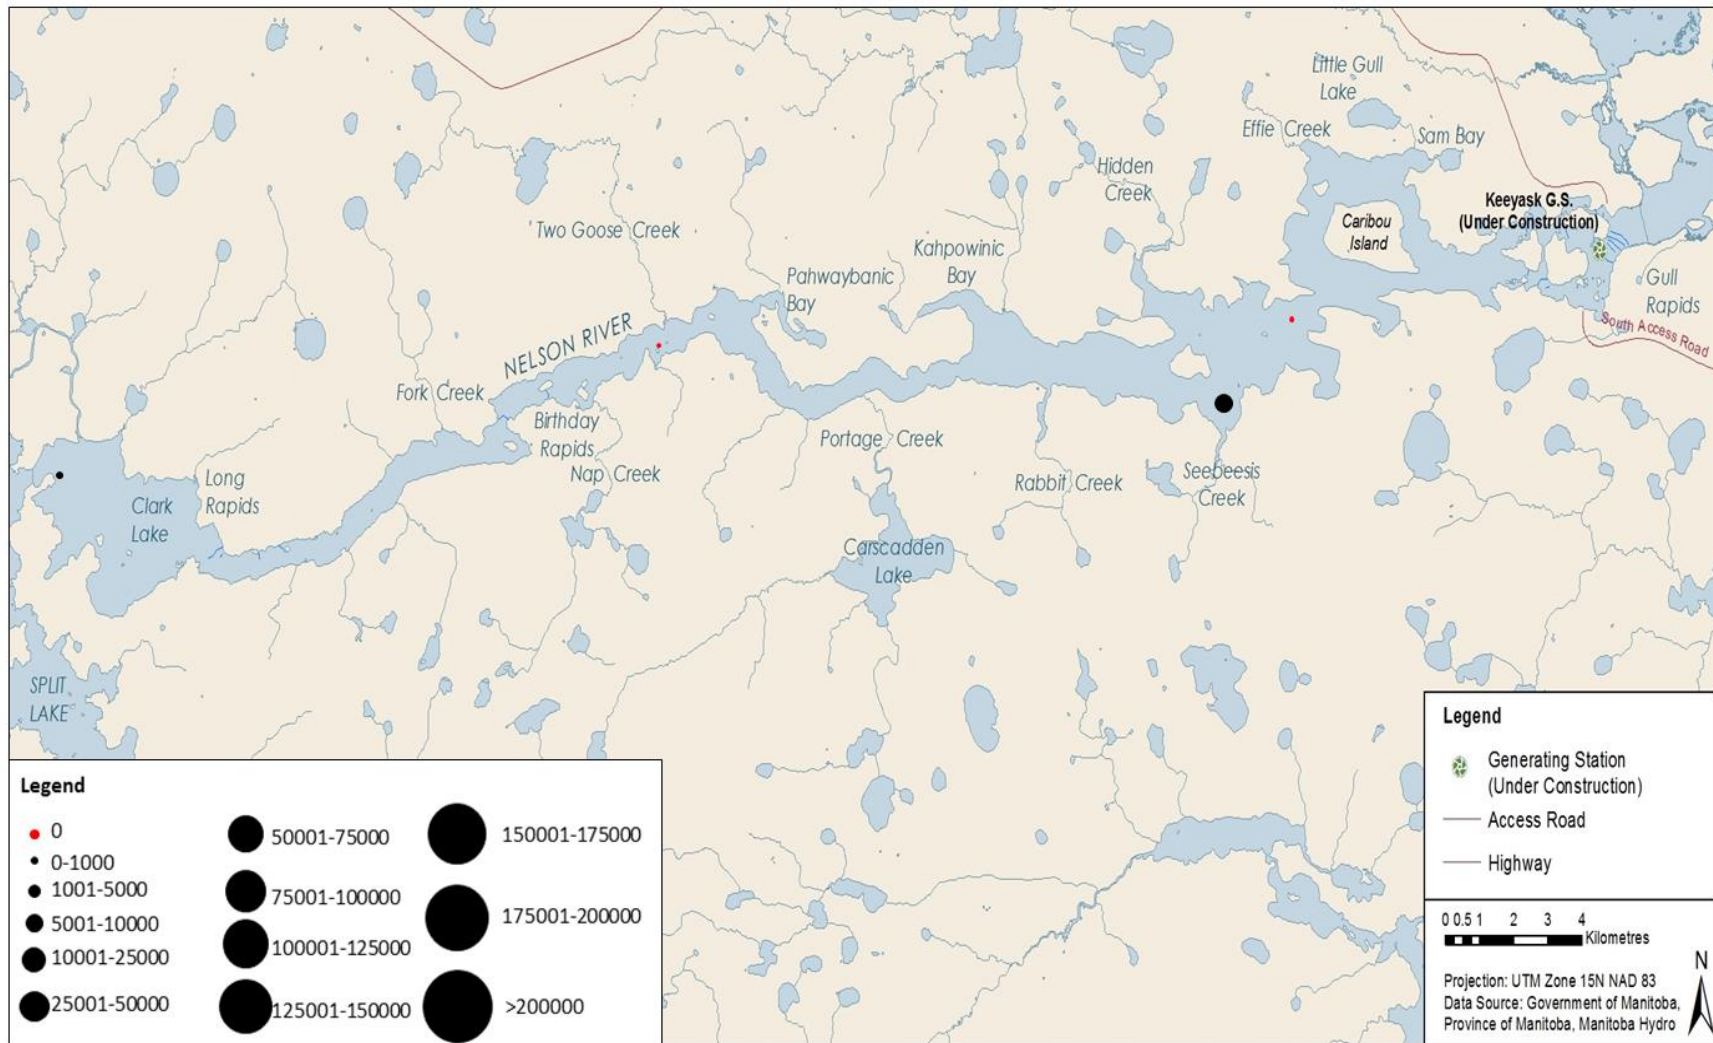 Little Gull
Lake
Effie Creek
Sam Bay
Hidden
Creek
Keeyask G.S.
(Under Construction)
Caribou
Island
Two Goose Creek
Kahpowinic
Bay
Pahwaybanic
Bay
Gull
Rapids
South Access Road
NELSON RIVER
Fork Creek
Birthday
Rapids
Nap Creek
Portage Creek
Rabbit Creek
Seebeesis
Creek
Long
Rapids
Clark
Lake
Carscadden
Lake
SPLIT
LAKE
Legend
0
0-1000
1001-5000
5001-10000
10001-25000
25001-50000
50001-75000
75001-100000
100001-125000
125001-150000
150001-175000
175001-200000
>200000
Legend
Generating Station
(Under Construction)
Access Road
Highway
0 0.5 1 2 3 4
Kilometres
N
Projection: UTM Zone 15N NAD 83
Data Source: Government of Manitoba,
Province of Manitoba, Manitoba Hydro